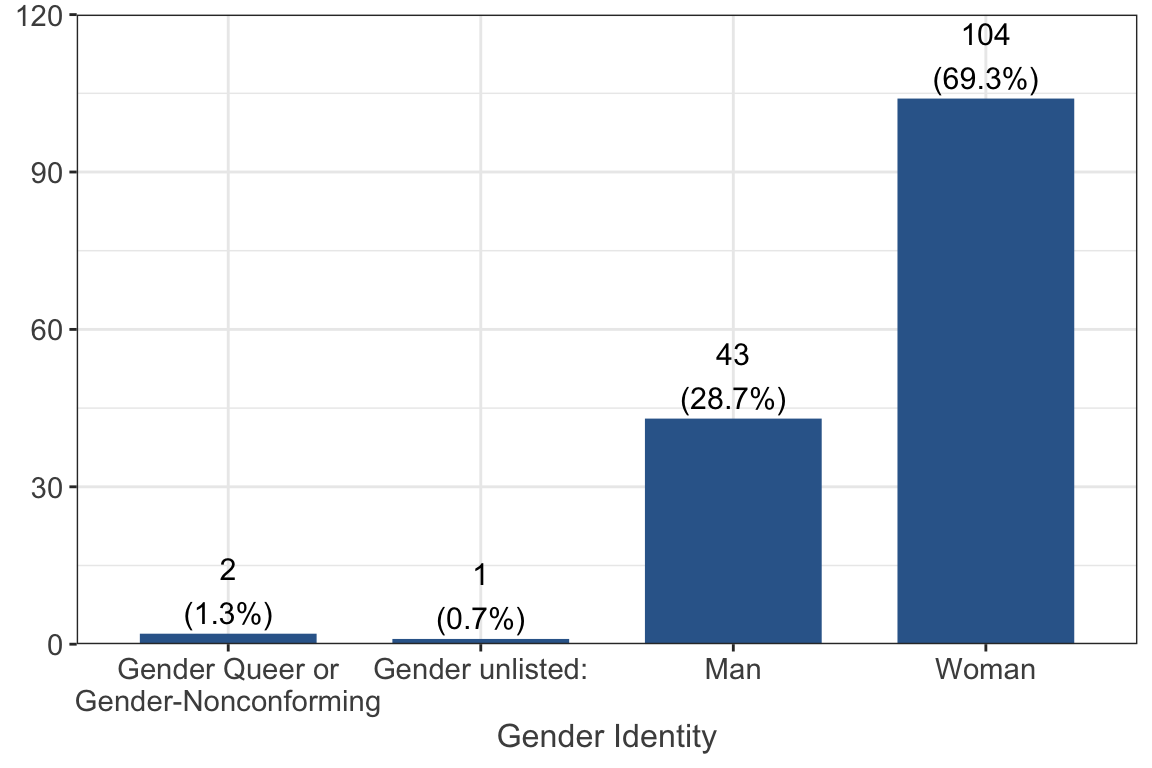 120
104
(69.3%)
90
60
43
(28.7%)
30
2
(1.3%)
1
(0.7%)
0
Gender Queer or
Gender-Nonconforming
Gender unlisted:
Man
Woman
Gender Identity